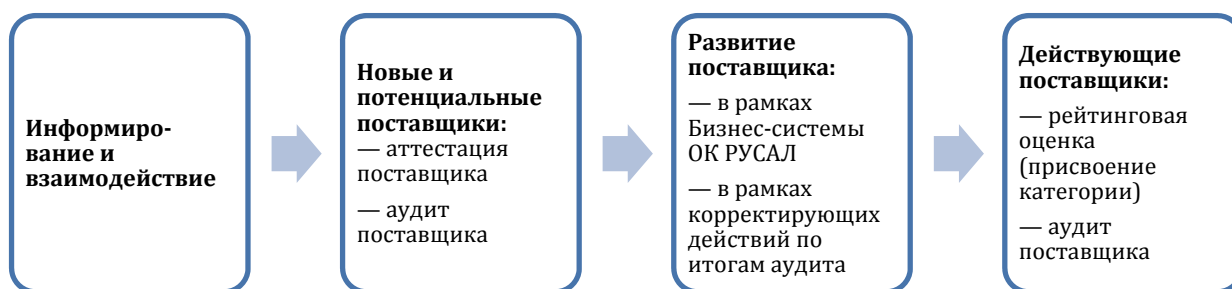 Информиро-
вание и
взаимодействие
Новые и
потенциальные
поставщики:
— аттестация
поставщика
— аудит
поставщика
Развитие
поставщика:
— в рамках
Бизнес-системы
ОК РУСАЛ
— в рамках
корректирующих
действий по
итогам аудита
Действующие
поставщики:
— рейтинговая
оценка
(присвоение
категории)
— аудит
поставщика